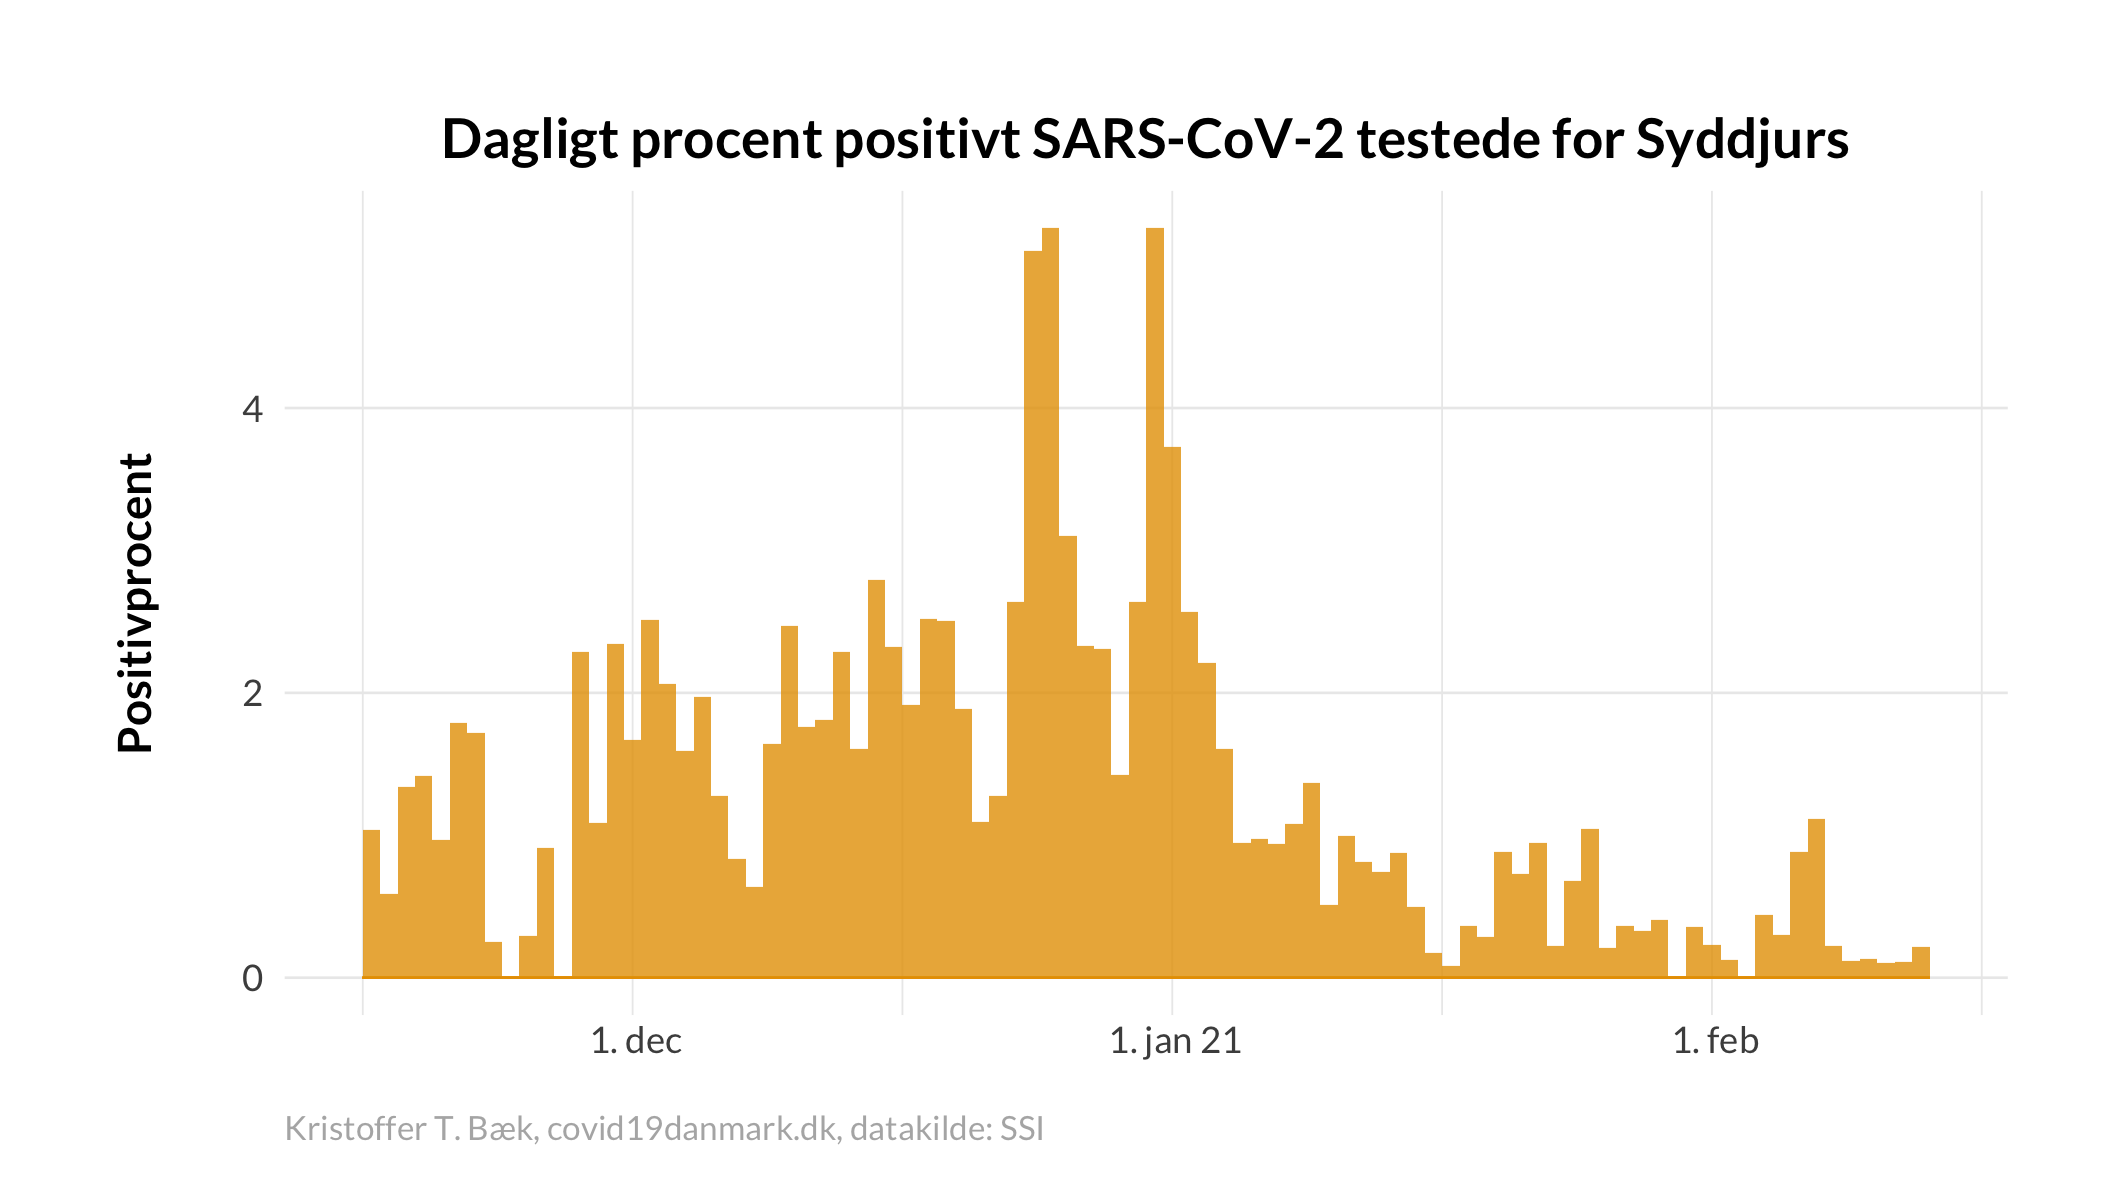 Dagligt procent positivt SARS-CoV-2 testede for Syddjurs
Positivprocent
4
2
0
1. dec
1. jan 21
1. feb
Kristoffer T. Bæk, covid19danmark.dk, datakilde: SSI